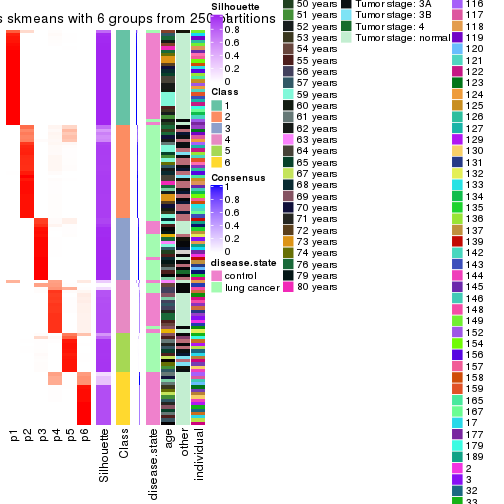 s skmeans with 6 groups from 250 partitions
p1
p2
p3
p4
p5
p6
Silhouette
Class
disease.state
age
other
individual
Silhouette
1
0.8
0.6
0.4
0.2
0
Class
1
2
3
4
5
6
Consensus
1
0.8
0.6
0.4
0.2
0
disease.state
control
lung cancer
50 years
51 years
52 years
53 years
54 years
55 years
56 years
57 years
59 years
60 years
61 years
62 years
63 years
64 years
65 years
67 years
68 years
69 years
70 years
71 years
72 years
73 years
74 years
76 years
78 years
79 years
80 years
Tumor stage: 3A
Tumor stage: 3B
Tumor stage: 4
Tumor stage: normal
116
117
118
119
120
121
122
123
124
125
126
127
129
130
131
132
133
134
135
136
137
139
142
143
144
145
146
148
149
152
154
156
157
158
159
165
167
17
177
179
189
2
3
32
33